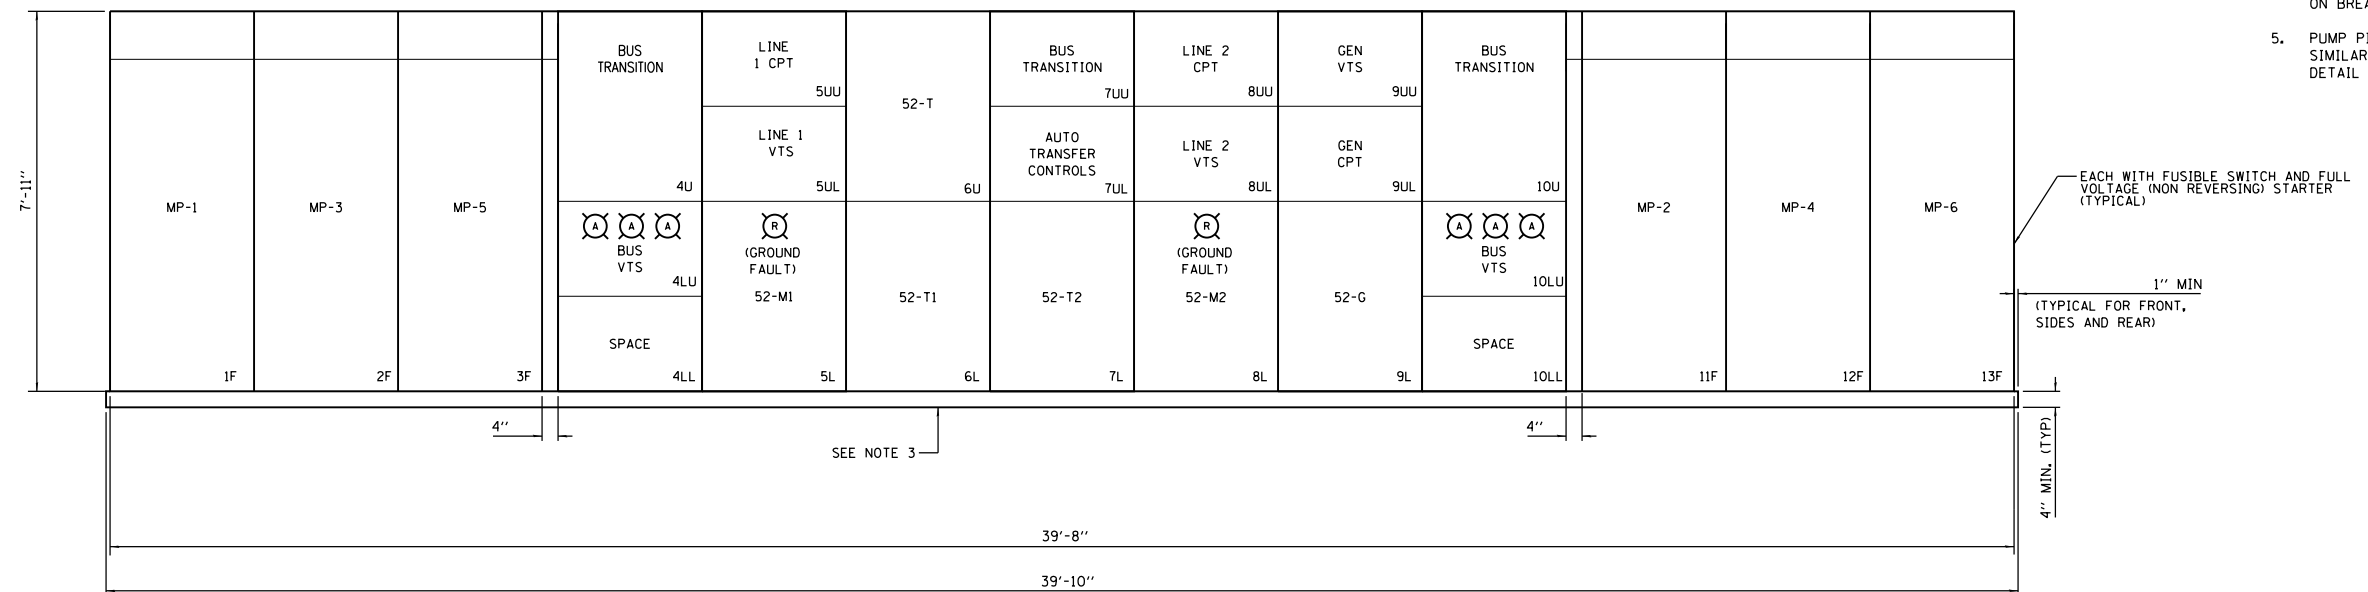 ON BREA
5. PUMP PI
SIMILAR
DETAIL
7'-11''
MP-1
1F
MP-3
2F
MP-5
3F
BUS
TRANSITION
4U
A A A
BUS
VTS
4LU
SPACE
4LL
LINE
1 CPT
5UU
LINE 1
VTS
5UL
R
(GROUND
FAULT)
52-M1
5L
52-T
6U
52-T1
6L
BUS
TRANSITION
7UU
AUTO
TRANSFER
CONTROLS
7UL
52-T2
7L
LINE 2
CPT
8UU
LINE 2
VTS
8UL
R
(GROUND
FAULT)
52-M2
8L
GEN
VTS
9UU
GEN
CPT
9UL
52-G
9L
BUS
TRANSITION
10U
A A A
BUS
VTS
10LU
SPACE
10LL
MP-2
11F
MP-4
12F
MP-6
13F
EACH WITH FUSIBLE SWITCH AND FULL
VOLTAGE (NON REVERSING) STARTER
(TYPICAL)
1'' MIN
(TYPICAL FOR FRONT,
SIDES AND REAR)
4''
4''
SEE NOTE 3
4'' MIN. (TYP)
39'-8''
39'-10''